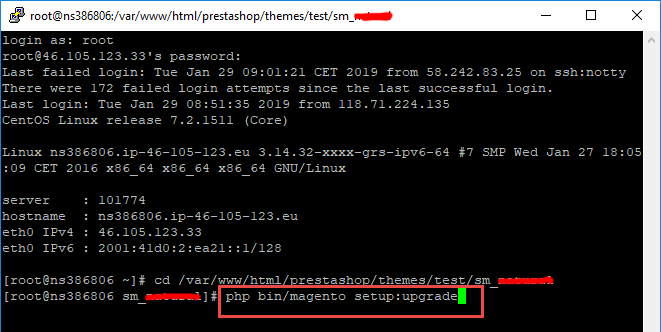 root@ns386806:/var/www/html/prestashop/themes/test/sm_
login as: root
root@46.105.123.33's password:
Last failed login: Tue Jan 29 09:01:21 CET 2019 from 58.242.83.25 on ssh:notty
There were 172 failed login attempts since the last successful login.
Last login: Tue Jan 29 08:51:35 2019 from 118.71.224.135
CentOS Linux release 7.2.1511 (Core)
Linux ns386806.ip-46-105-123.eu 3.14.32-xxxx-grs-ipv6-64 #7 SMP Wed Jan 27 18:05
:09 CET 2016 x86_64 x86_64 x86_64 GNU/Linux
server : 101774
hostname : ns386806.ip-46-105-123.eu
eth0 IPv4 : 46.105.123.33
eth0 IPv6 : 2001:41d0:2:ea21::1/128
[root@ns386806 ~]# cd /var/www/html/prestashop/themes/test/sm_
[root@ns386806 sm_]# php bin/magento setup:upgrade